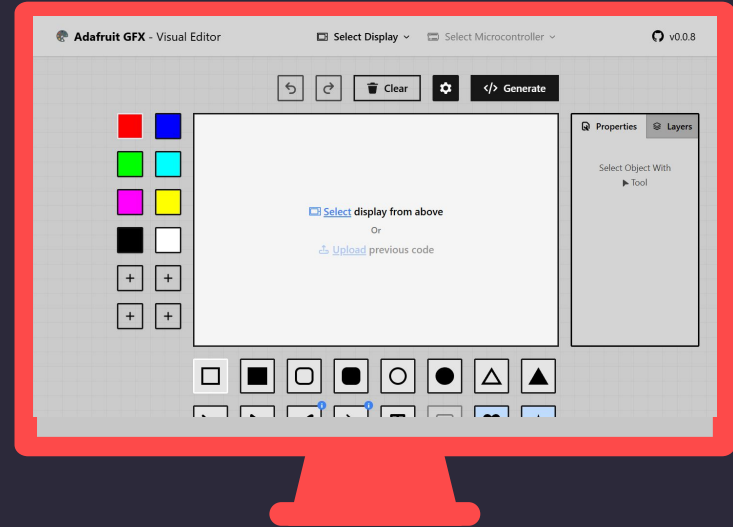 Adafruit GFX - Visual Editor
Select Display
Select Microcontroller
v0.0.8
Clear
</> Generate
Properties
Layers
Select Object With
Tool
Select display from above
Or
Upload previous code